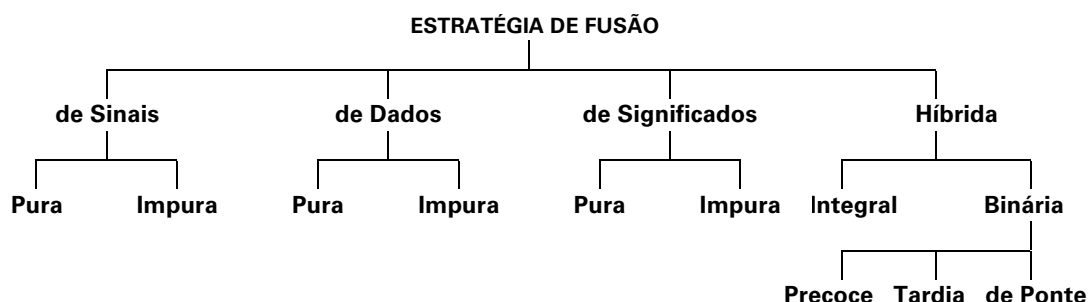 ESTRATÉGIA DE FUSÃO
de Sinais de Dados de Significados Híbrida
Pura Impura Pura Impura Pura Impura Integral Binária
Precoce Tardia de Ponte